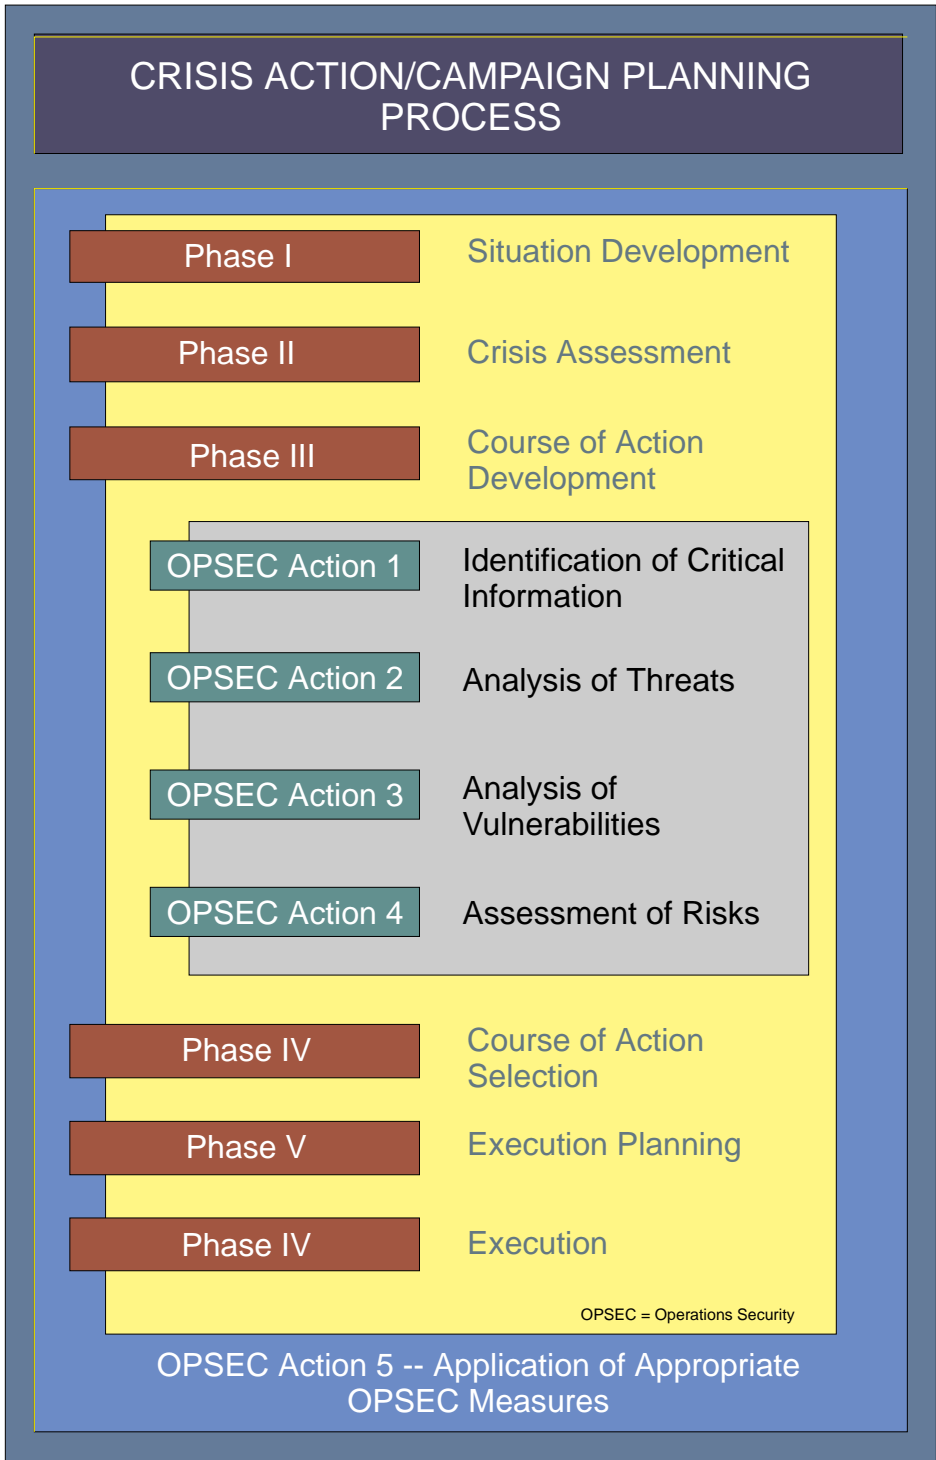 CRISIS ACTION/CAMPAIGN PLANNING
PROCESS
Phase I
Situation Development
Phase II
Crisis Assessment
Phase III
Course of Action
Development
OPSEC Action 1
Identification of Critical
Information
OPSEC Action 2
Analysis of Threats
OPSEC Action 3
Analysis of
Vulnerabilities
OPSEC Action 4
Assessment of Risks
Phase IV
Course of Action
Selection
Phase V
Execution Planning
Phase IV
Execution
OPSEC = Operations Security
OPSEC Action 5 -- Application of Appropriate
OPSEC Measures